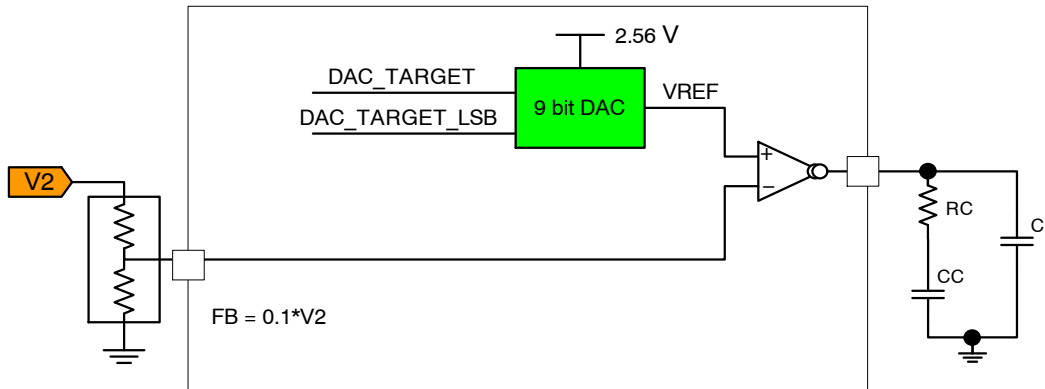 2.56 V
DAC_TARGET
DAC_TARGET_LSB
9 bit DAC
VREF
+
−
V2
RC
C
CC
FB = 0.1*V2